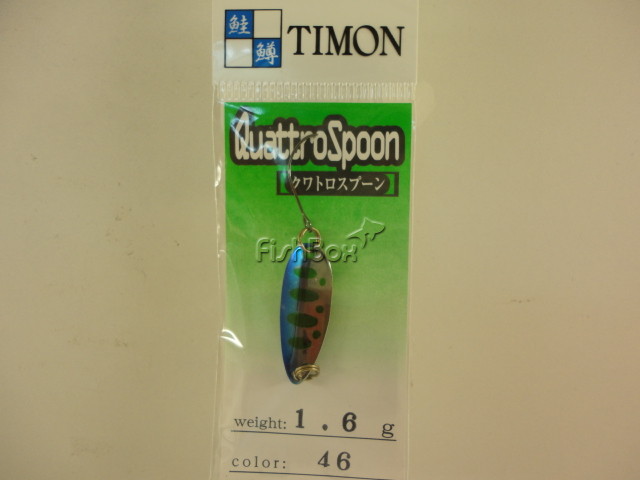 鮭 TIMON
鱒
QuattroSpoon
クワトロスプーン
FishBox
weight: 1.6 g
color: 46